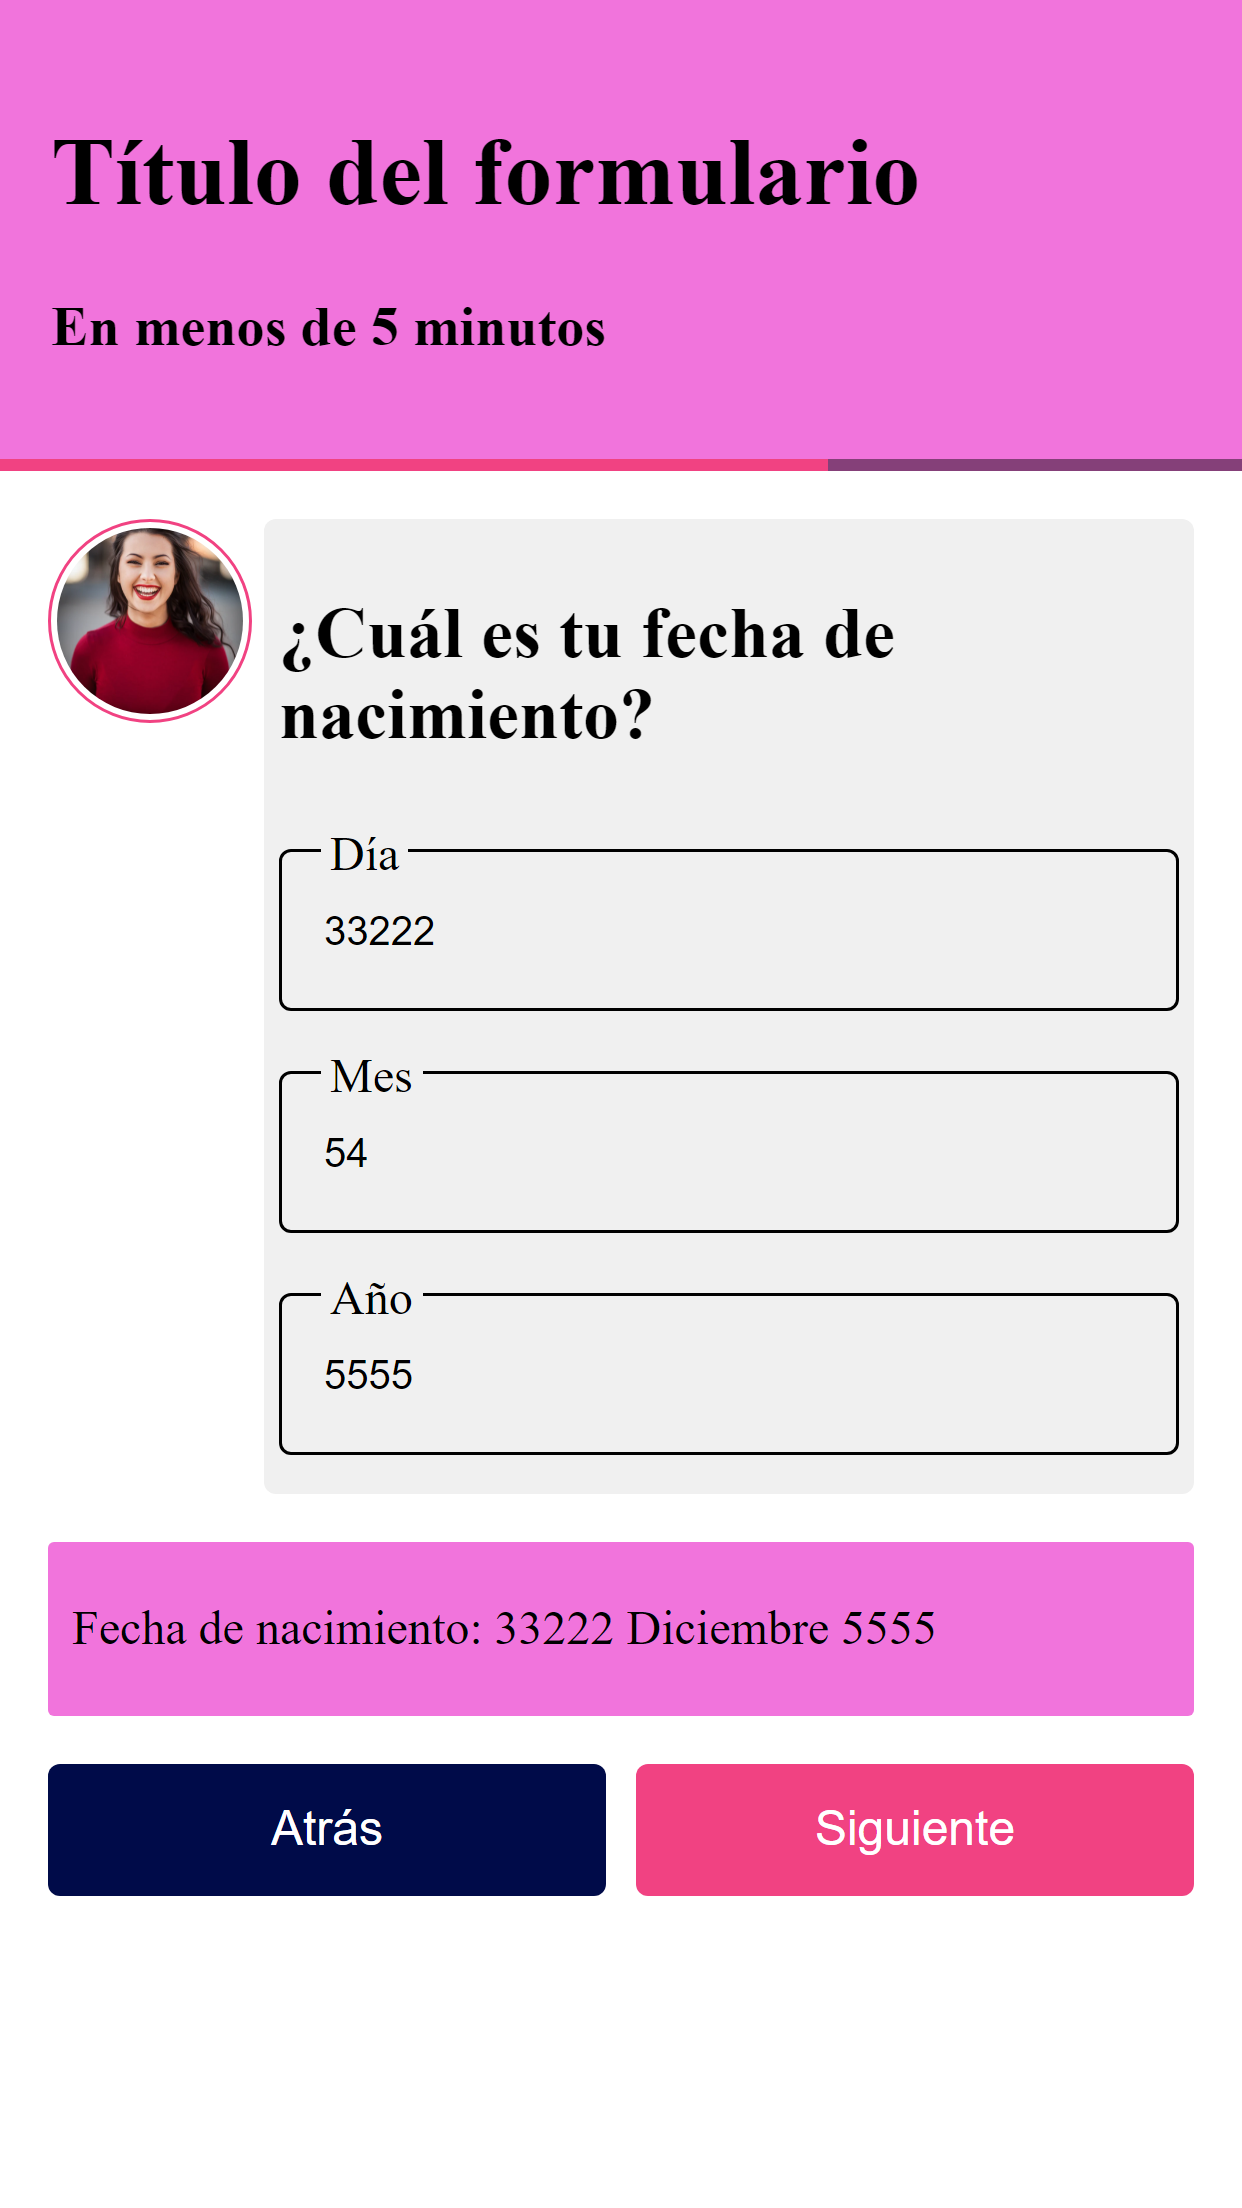 Título del formulario
En menos de 5 minutos
¿Cuál es tu fecha de
nacimiento?
Día
33222
Mes
54
Año
5555
Fecha de nacimiento: 33222 Diciembre 5555
Atrás
Siguiente